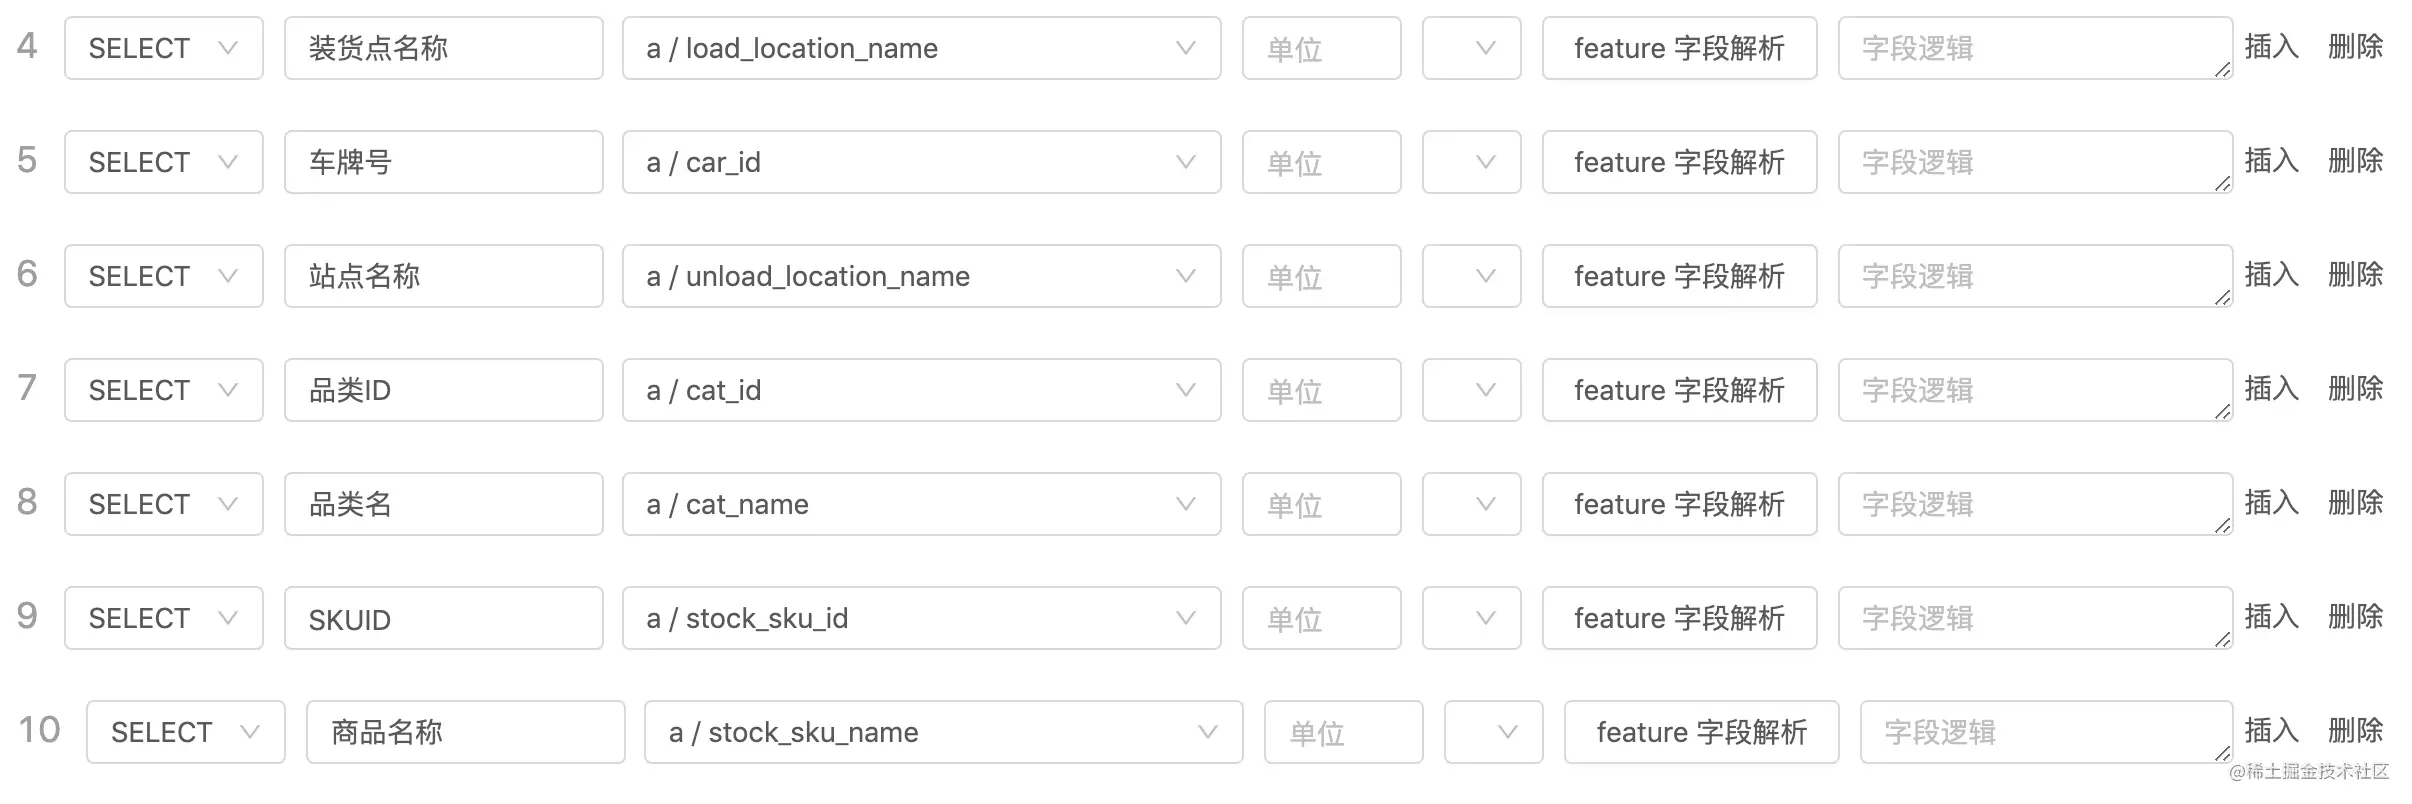 4 SELECT 装货点名称 a / load_location_name 单位 feature 字段解析 字段逻辑 插入 删除
5 SELECT 车牌号 a / car_id 单位 feature 字段解析 字段逻辑 插入 删除
6 SELECT 站点名称 a / unload_location_name 单位 feature 字段解析 字段逻辑 插入 删除
7 SELECT 品类ID a / cat_id 单位 feature 字段解析 字段逻辑 插入 删除
8 SELECT 品类名 a / cat_name 单位 feature 字段解析 字段逻辑 插入 删除
9 SELECT SKUID a / stock_sku_id 单位 feature 字段解析 字段逻辑 插入 删除
10 SELECT 商品名称 a / stock_sku_name 单位 feature 字段解析 字段逻辑 插入 删除
@稀土掘金技术社区